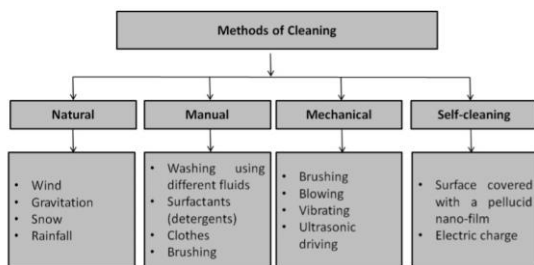 Methods of Cleaning
Natural
Manual
Mechanical
Self-cleaning
• Wind
• Gravitation
• Snow
• Rainfall
• Washing using
different fluids
• Surfactants
(detergents)
• Clothes
• Brushing
• Brushing
• Blowing
• Vibrating
• Ultrasonic
driving
• Surface covered
with a pellucid
nano-film
• Electric charge